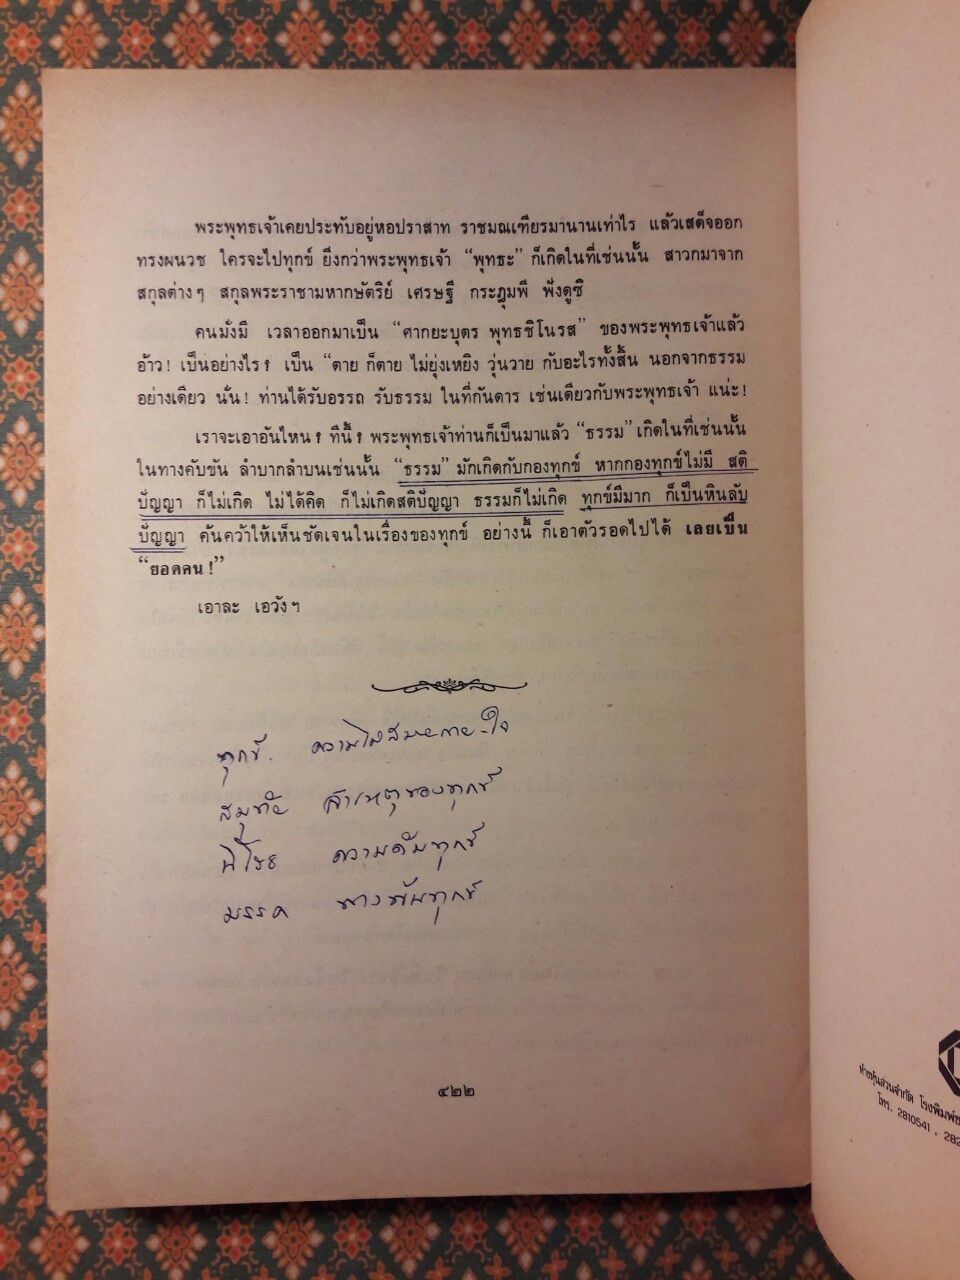 พระพุทธเจ้าเคยประทับอยู่หอปราสาท ราชมณเฑียรมานานเท่าไร แล้วเสด็จออก
ทรงผนวช ใครจะไปทุกข์ ยิ่งกว่าพระพุทธเจ้า “พุทธะ” ก็เกิดในที่เช่นนั้น สาวกมาจาก
สกุลต่างๆ สกุลพระราชามหากษัตริย์ เศรษฐี กระฎุมพี ฟังดูซิ
คนมั่งมี เวลาออกมาเป็น “ศากยะบุตร พุทธชิโนรส” ของพระพุทธเจ้าแล้ว
อ้าว! เป็นอย่างไร? เป็น “ตาย ก็ตาย ไม่ยุ่งเหยิง วุ่นวาย กับอะไรทั้งสิ้น นอกจากธรรม
อย่างเดียว นั่น! ท่านได้รับอรรถ รับธรรม ในที่กันดาร เช่นเดียวกับพระพุทธเจ้า แน่ะ!
เราจะเอาอันไหน? ทีนี้? พระพุทธเจ้าท่านก็เป็นมาแล้ว “ธรรม” เกิดในที่เช่นนั้น
ในทางคับขัน ลำบากลำบนเช่นนั้น “ธรรม” มักเกิดกับกองทุกข์ หากกองทุกข์ไม่มี สติ
ปัญญา ก็ไม่เกิด ไม่ได้คิด ก็ไม่เกิดสติปัญญา ธรรมก็ไม่เกิด ทุกข์มีมาก ก็เป็นหินลับ
ปัญญา ค้นคว้าให้เห็นชัดเจนในเรื่องของทุกข์ อย่างนี้ ก็เอาตัวรอดไปได้ เลยเป็น
“ยอดคน!”
เอาละ เอวังฯ
ทุกข์. ความไม่สบายกาย-ใจ
สมุทัย สาเหตุของทุกข์
นิโรธ ความดับทุกข์
มรรค ทางดับทุกข์
๔๒๒
ห้างหุ้นส่วนจำกัด โรงพิมพ์
โทร. 2810541 , 282